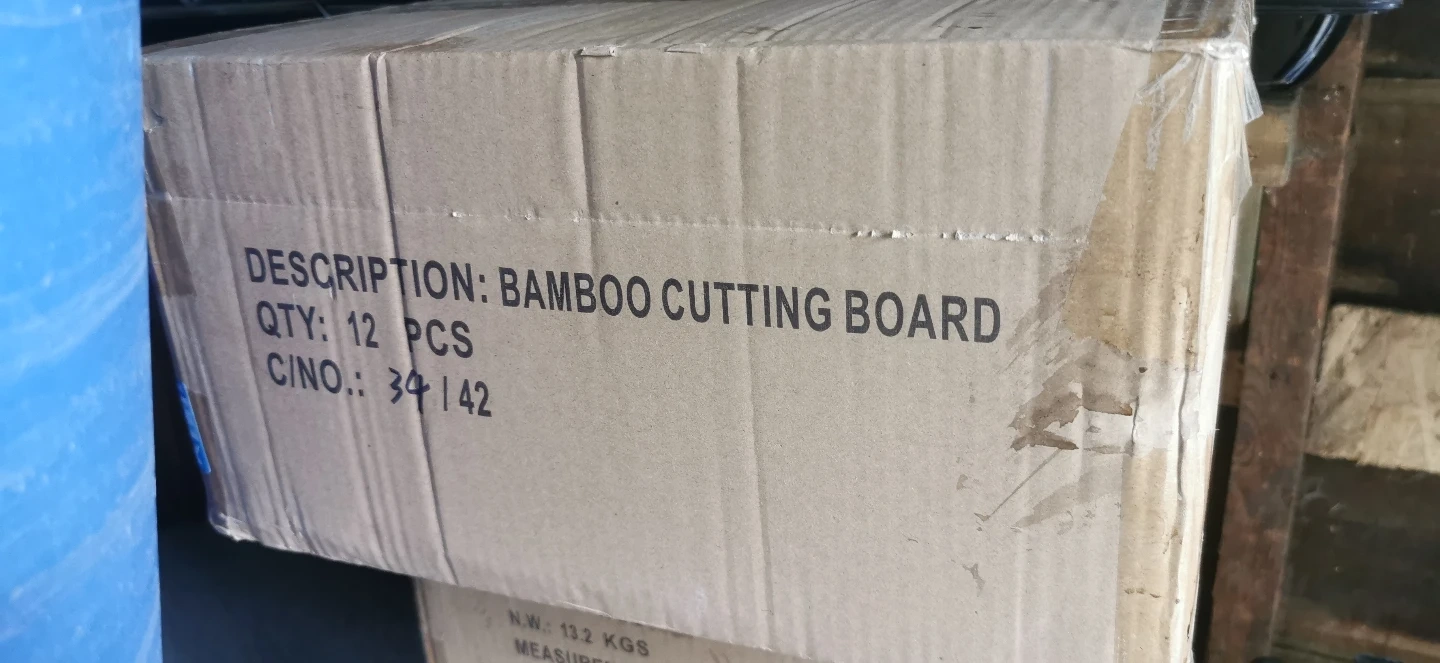 DESCRIPTION: BAMBOO CUTTING BOARD
QTY: 12 PCS
C/NO.: 34 / 42
N.W.: 13.2 KGS